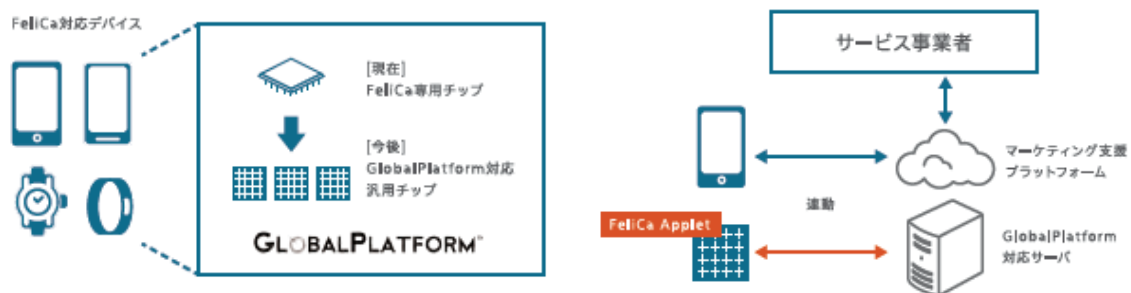 FeliCa対応デバイス
[現在]
FeliCa専用チップ
[今後]
GlobalPlatform対応
汎用チップ
GLOBALPLATFORM™
サービス事業者
マーケティング支援
プラットフォーム
連動
FeliCa Applet
GlobalPlatform
対応サーバ